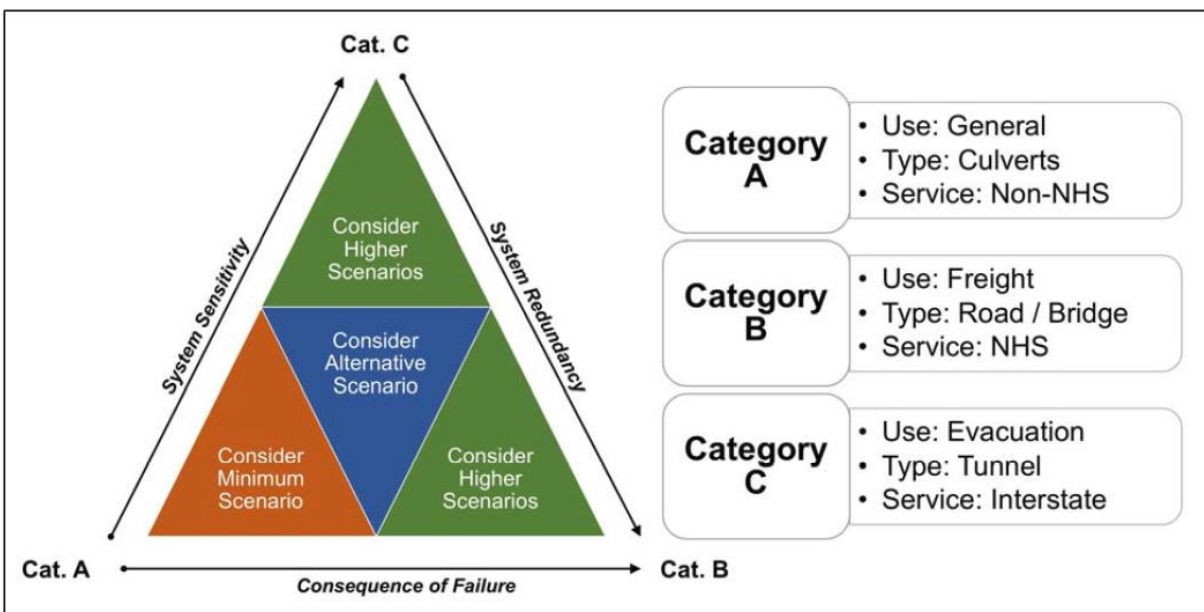 Cat. C
System Sensitivity
System Redundancy
Consider
Higher
Scenarios
Consider
Alternative
Scenario
Consider
Minimum
Scenario
Consider
Higher
Scenarios
Cat. A
Consequence of Failure
Cat. B
Category
A
• Use: General
• Type: Culverts
• Service: Non-NHS
Category
B
• Use: Freight
• Type: Road / Bridge
• Service: NHS
Category
C
• Use: Evacuation
• Type: Tunnel
• Service: Interstate